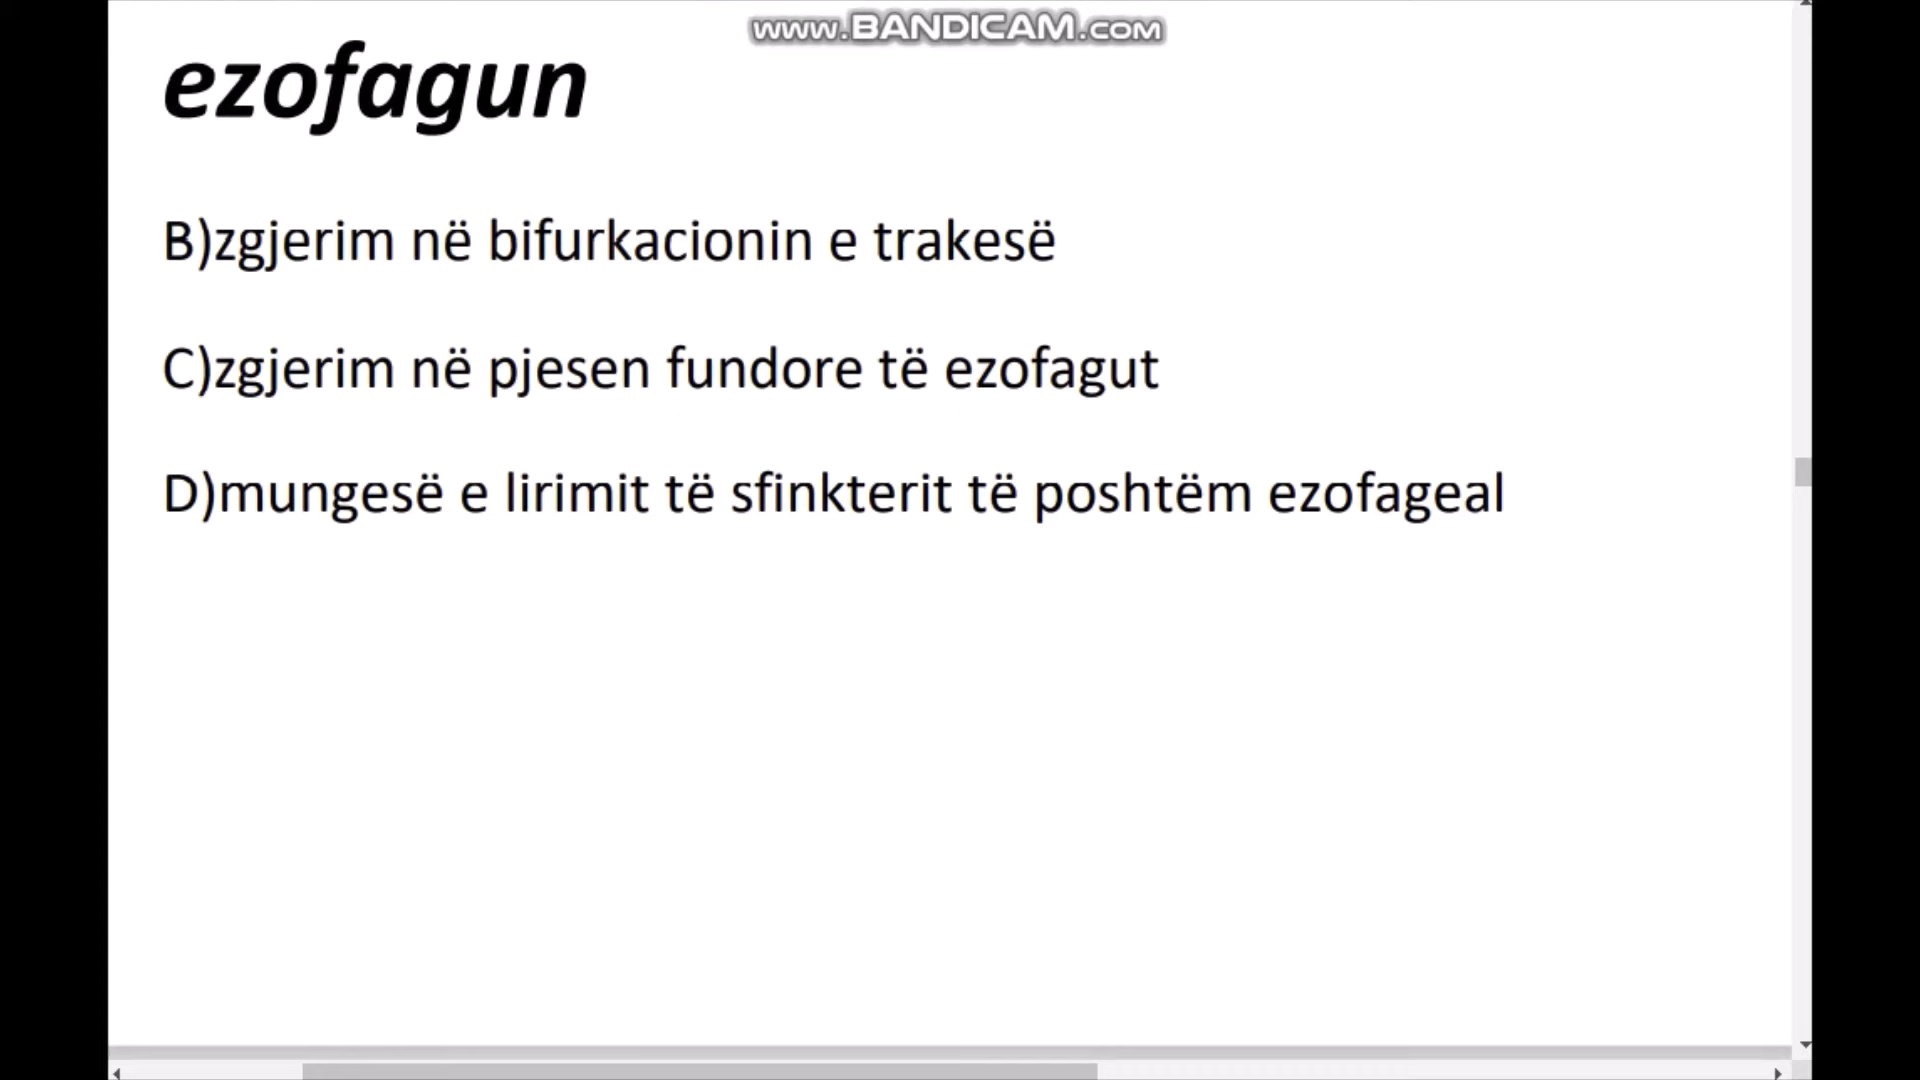 www.BANDICAM.com
ezofagun
B)zgjerim në bifurkacionin e trakesë
C)zgjerim në pjesen fundore të ezofagut
D)mungesë e lirimit të sfinkterit të poshtëm ezofageal